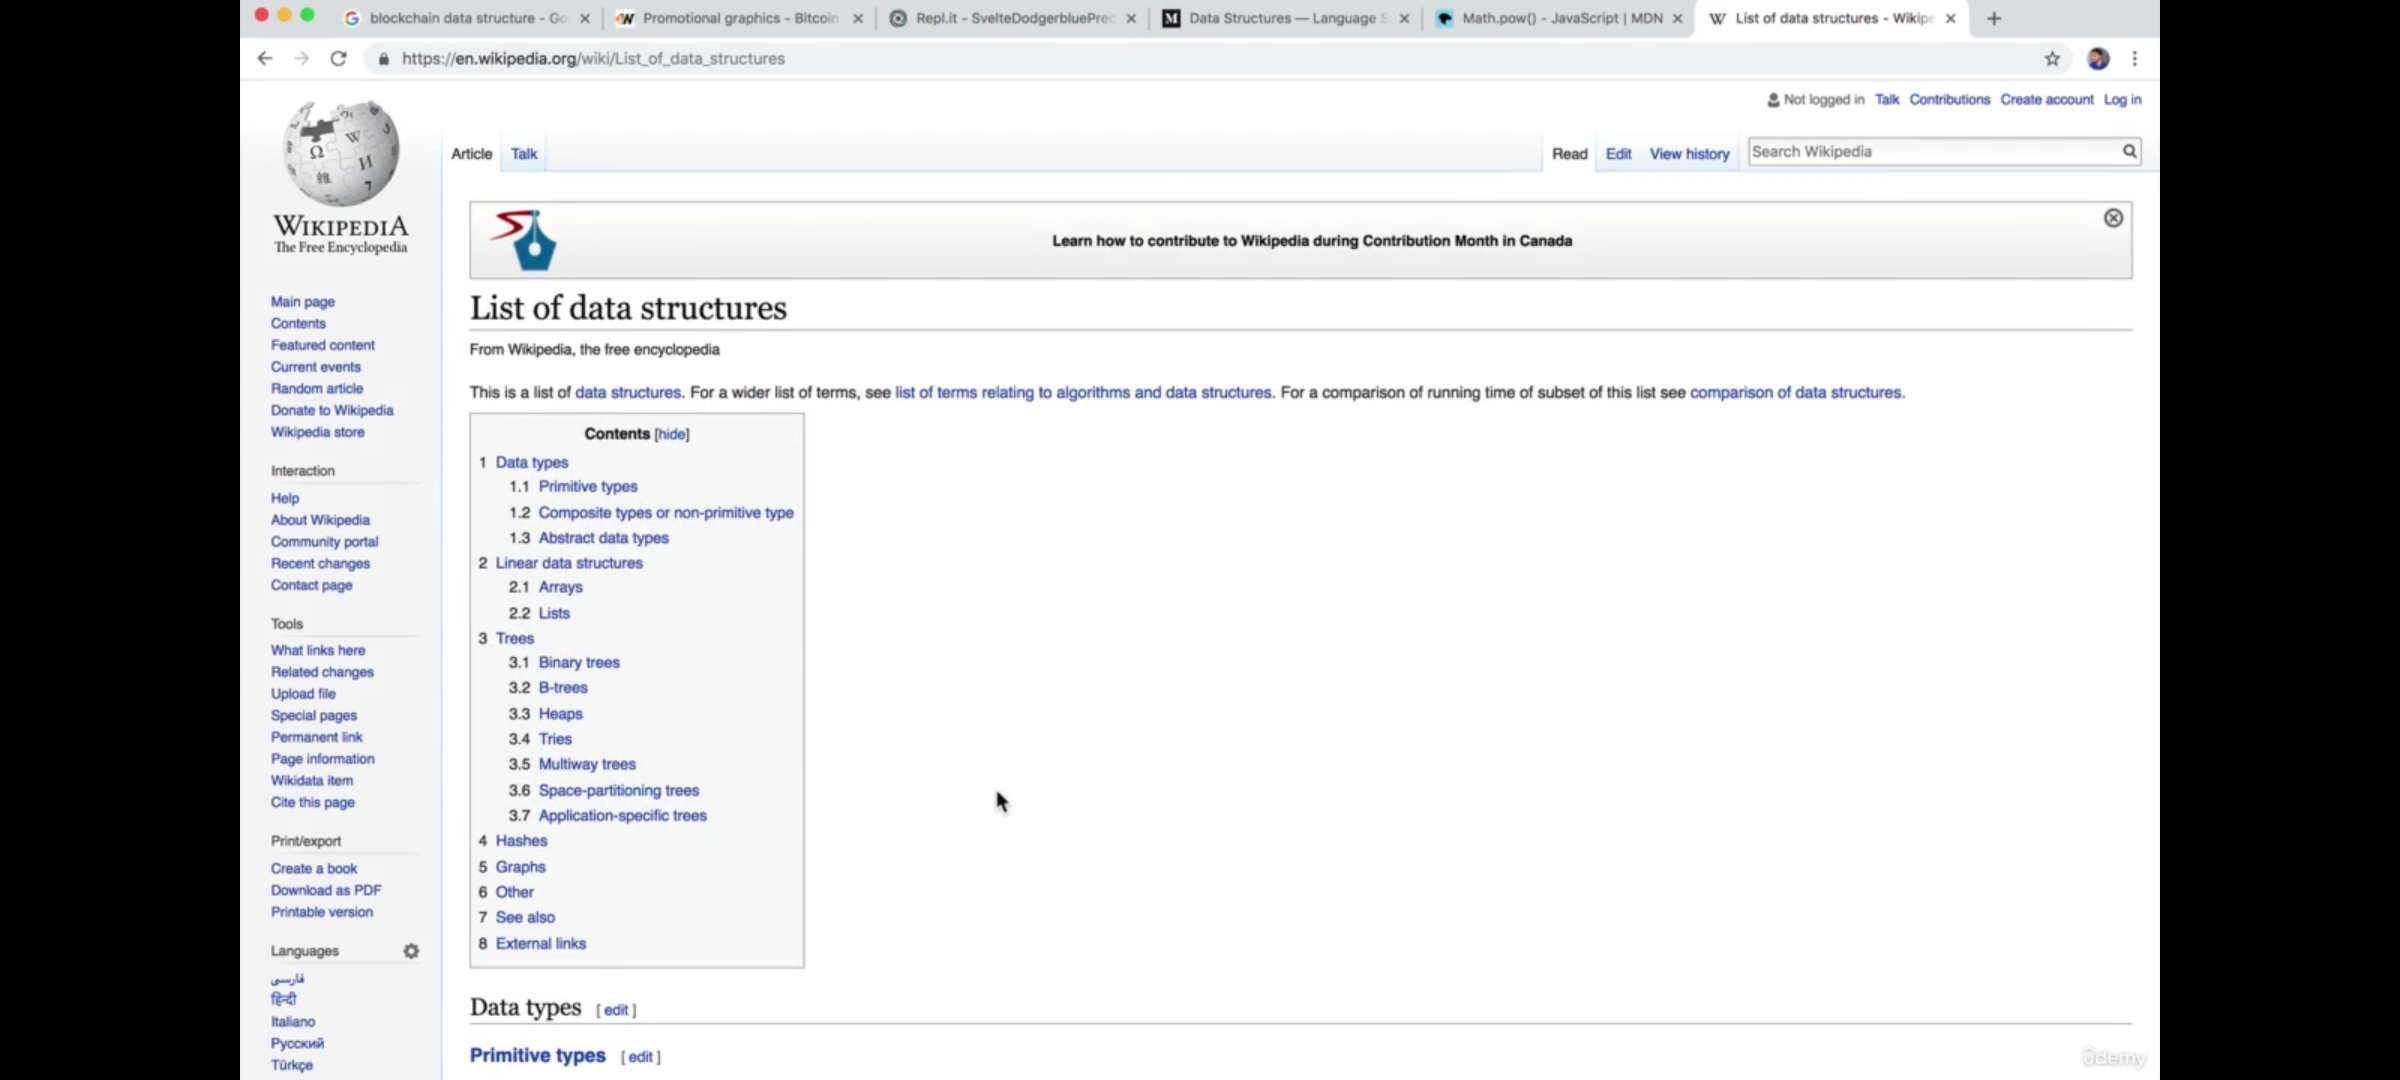 blockchain data structure - Go
Promotional graphics - Bitcoin
Repl.it - SvelteDodgerbluePrec
Data Structures — Language S
Math.pow() - JavaScript | MDN
List of data structures - Wikipe
https://en.wikipedia.org/wiki/List_of_data_structures
Not logged in Talk Contributions Create account Log in
Article Talk Read Edit View history Search Wikipedia
WIKIPEDIA
The Free Encyclopedia
Learn how to contribute to Wikipedia during Contribution Month in Canada
Main page
Contents
Featured content
Current events
Random article
Donate to Wikipedia
Wikipedia store
Interaction
Help
About Wikipedia
Community portal
Recent changes
Contact page
Tools
What links here
Related changes
Upload file
Special pages
Permanent link
Page information
Wikidata item
Cite this page
Print/export
Create a book
Download as PDF
Printable version
Languages
فارسی
हिन्दी
Italiano
Русский
Türkçe
List of data structures
From Wikipedia, the free encyclopedia
This is a list of data structures. For a wider list of terms, see list of terms relating to algorithms and data structures. For a comparison of running time of subset of this list see comparison of data structures.
Contents [hide]
1 Data types
1.1 Primitive types
1.2 Composite types or non-primitive type
1.3 Abstract data types
2 Linear data structures
2.1 Arrays
2.2 Lists
3 Trees
3.1 Binary trees
3.2 B-trees
3.3 Heaps
3.4 Tries
3.5 Multiway trees
3.6 Space-partitioning trees
3.7 Application-specific trees
4 Hashes
5 Graphs
6 Other
7 See also
8 External links
Data types [ edit ]
Primitive types [ edit ]
ûdemy